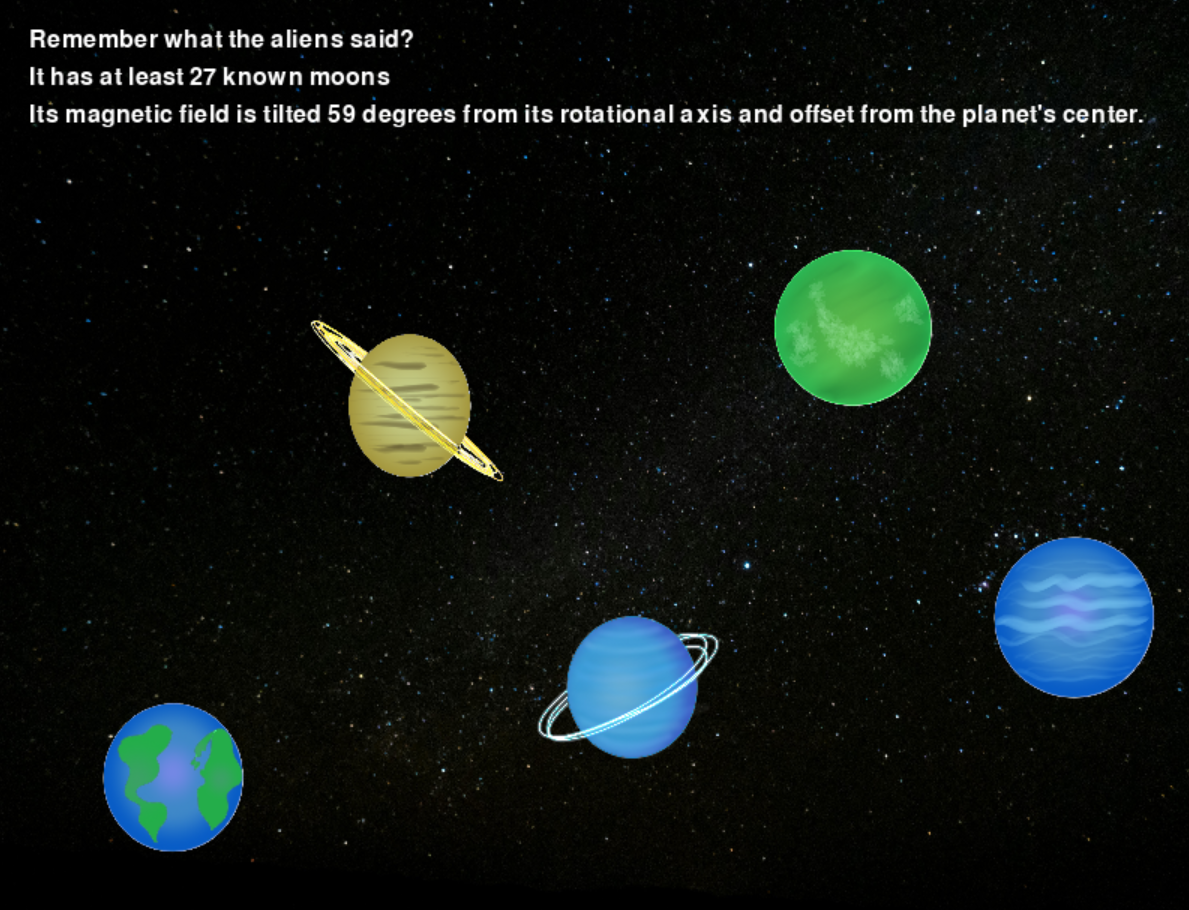 Remember what the aliens said?
It has at least 27 known moons
Its magnetic field is tilted 59 degrees from its rotational axis and offset from the planet's center.